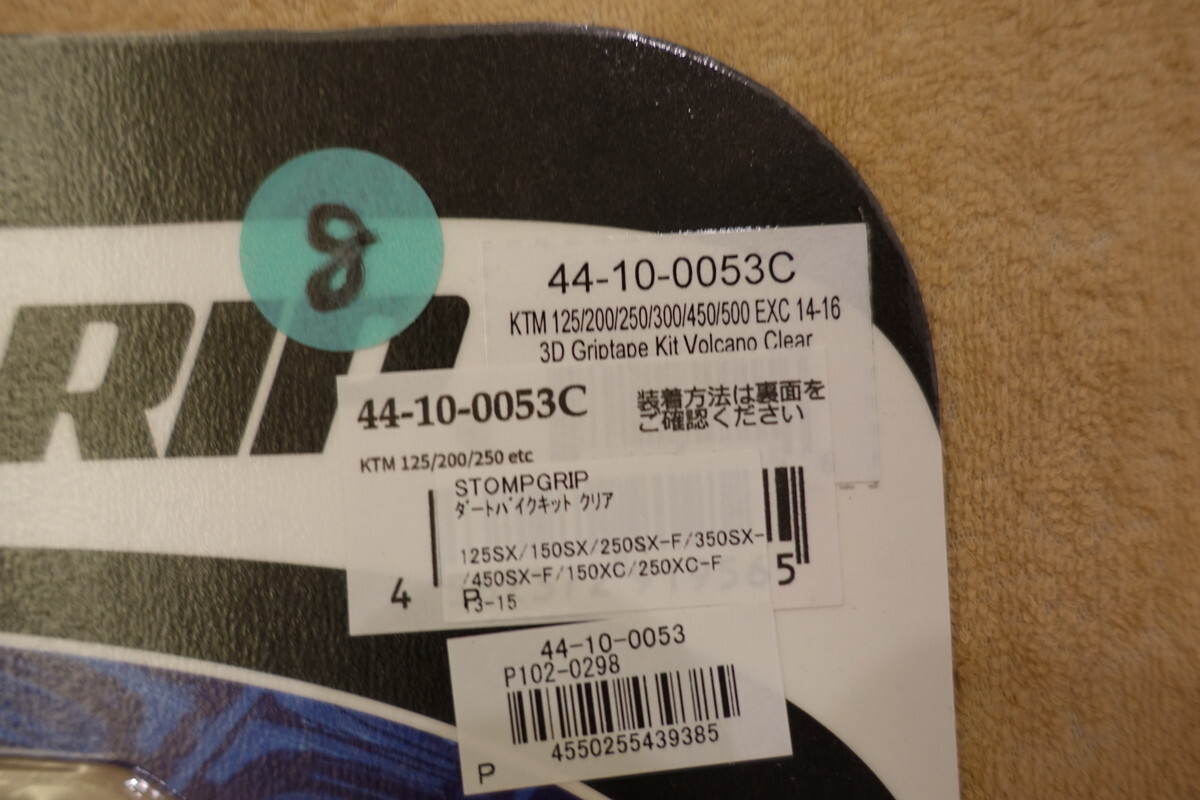 8
RIP
44-10-0053C
KTM 125/200/250/300/450/500 EXC 14-16
3D Griptape Kit Volcano Clear
44-10-0053C
装着方法は裏面を
ご確認ください
KTM 125/200/250 etc
STOMPGRIP
ﾀﾞｰﾄﾊﾞｲｸｷｯﾄ ｸﾘｱ
125SX/150SX/250SX-F/350SX-
/450SX-F/150XC/250XC-F
13-15
P
4
5
44-10-0053
P102-0298
4550255439385
P